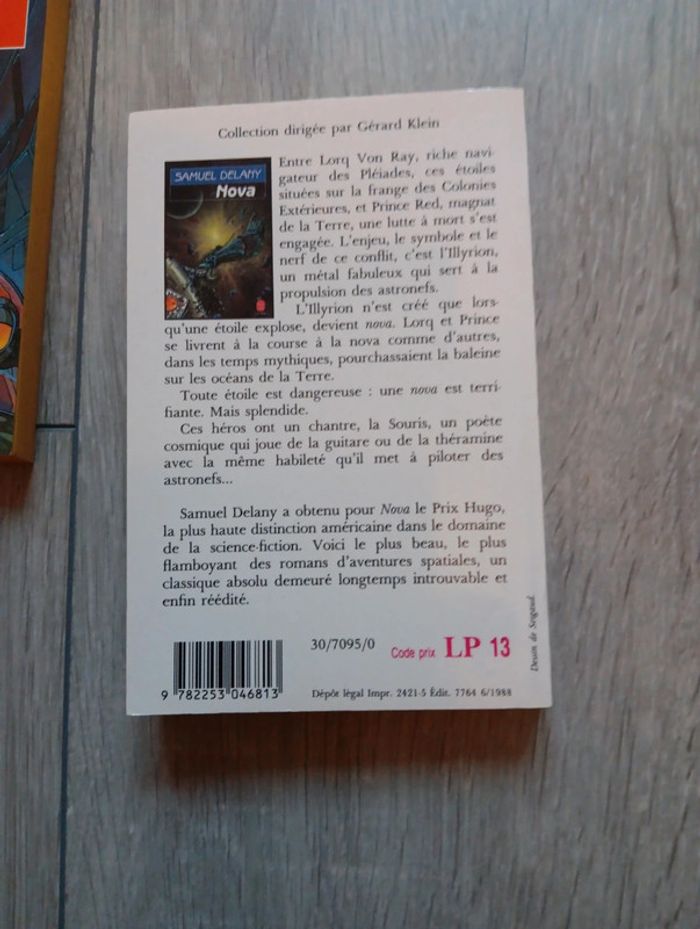 Collection dirigée par Gérard Klein
SAMUEL DELANY
Nova
Entre Lorq Von Ray, riche navi-
gateur des Pléiades, ces étoiles
situées sur la frange des Colonies
Extérieures, et Prince Red, magnat
de la Terre, une lutte à mort s'est
engagée. L'enjeu, le symbole et le
nerf de ce conflit, c'est l'Illyrion,
un métal fabuleux qui sert à la
propulsion des astronefs.
L'Illyrion n'est créé que lors-
qu'une étoile explose, devient nova. Lorq et Prince
se livrent à la course à la nova comme d'autres,
dans les temps mythiques, pourchassaient la baleine
sur les océans de la Terre.
Toute étoile est dangereuse : une nova est terri-
fiante. Mais splendide.
Ces héros ont un chantre, la Souris, un poète
cosmique qui joue de la guitare ou de la théramine
avec la même habileté qu'il met à piloter des
astronefs...
Samuel Delany a obtenu pour Nova le Prix Hugo,
la plus haute distinction américaine dans le domaine
de la science-fiction. Voici le plus beau, le plus
flamboyant des romans d'aventures spatiales, un
classique absolu demeuré longtemps introuvable et
enfin réédité.
30/7095/0
Code prix LP 13
9 782253 046813
Dépôt légal Impr. 2421-5 Édit. 7764 6/1988
Dessin de